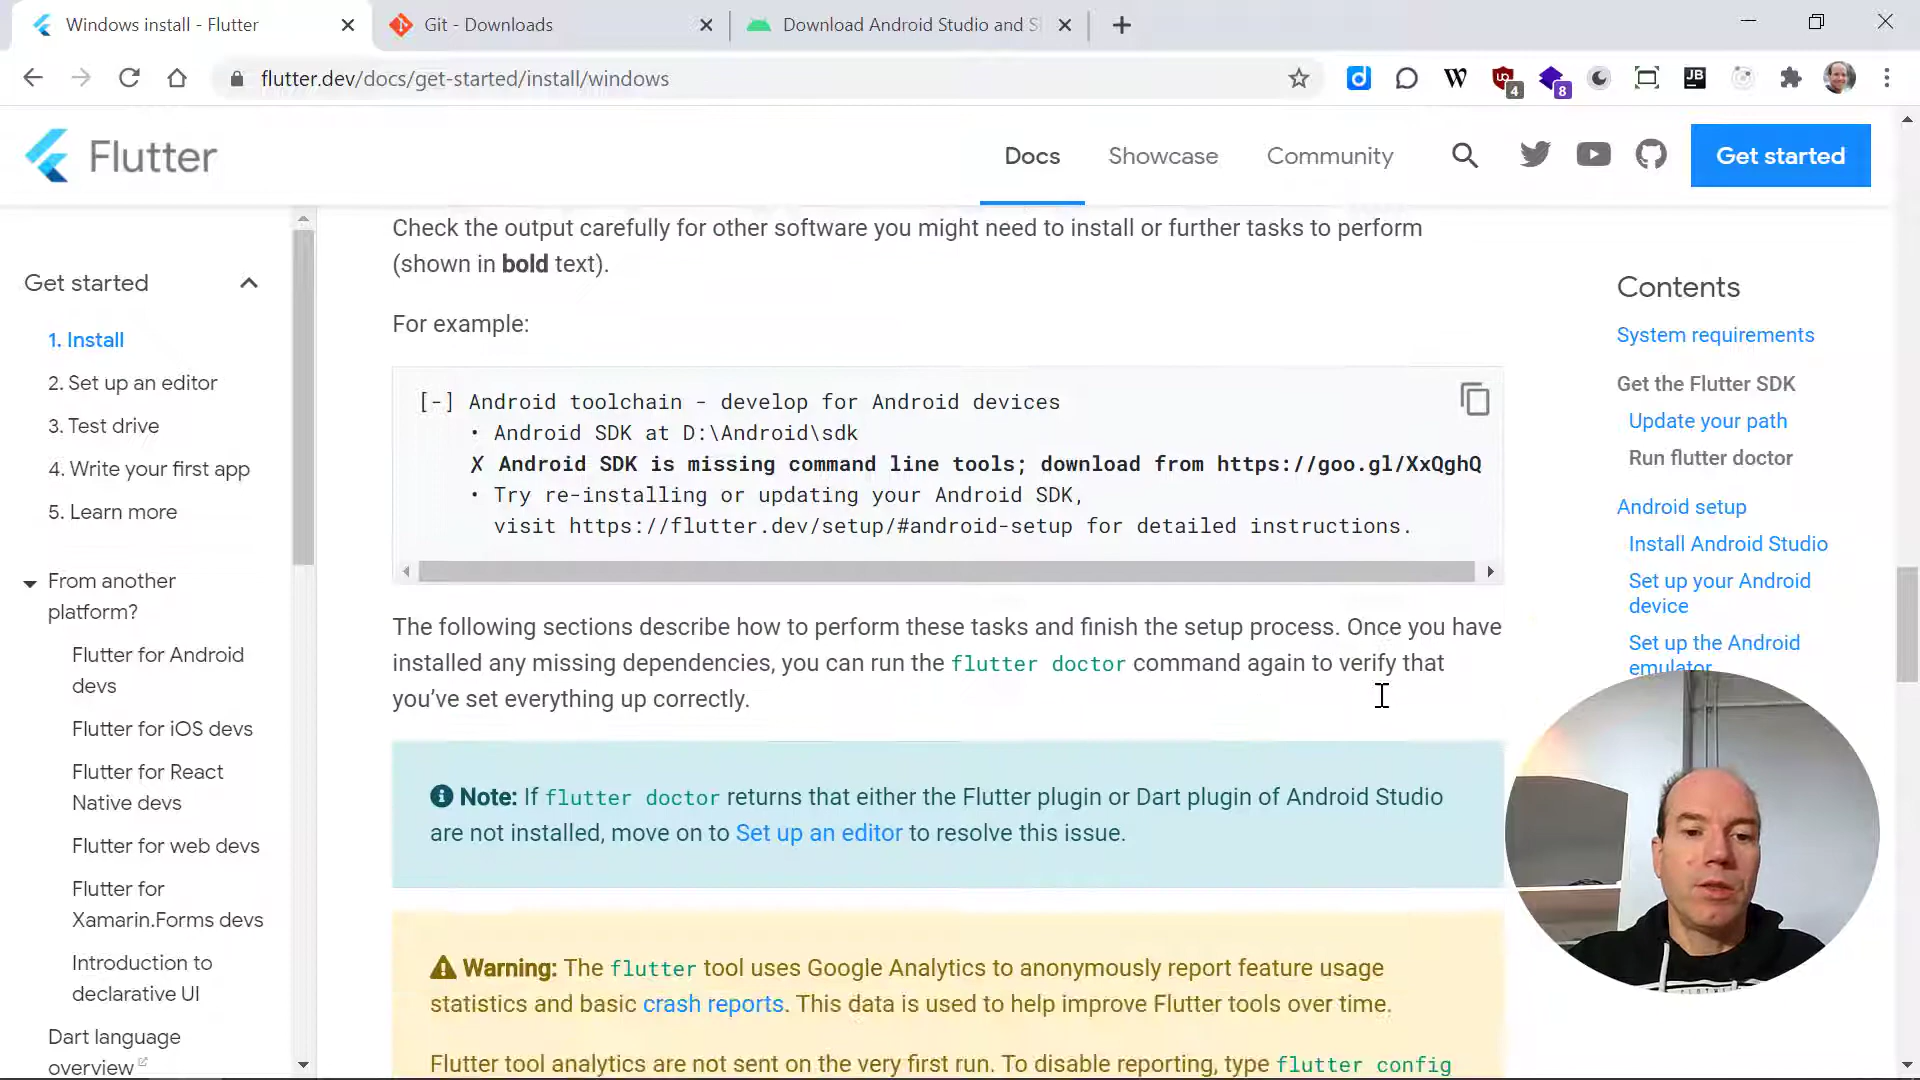 Windows install - Flutter
Git - Downloads
Download Android Studio and S
flutter.dev/docs/get-started/install/windows
4
8
JB
Flutter
Docs
Showcase
Community
Get started
Get started
1. Install
2. Set up an editor
3. Test drive
4. Write your first app
5. Learn more
From another
platform?
Flutter for Android
devs
Flutter for iOS devs
Flutter for React
Native devs
Flutter for web devs
Flutter for
Xamarin.Forms devs
Introduction to
declarative UI
Dart language
overview
Check the output carefully for other software you might need to install or further tasks to perform
(shown in bold text).
For example:
[-] Android toolchain - develop for Android devices
• Android SDK at D:\Android\sdk
✗ Android SDK is missing command line tools; download from https://goo.gl/XxQghQ
• Try re-installing or updating your Android SDK,
visit https://flutter.dev/setup/#android-setup for detailed instructions.
The following sections describe how to perform these tasks and finish the setup process. Once you have
installed any missing dependencies, you can run the flutter doctor command again to verify that
you’ve set everything up correctly.
Note: If flutter doctor returns that either the Flutter plugin or Dart plugin of Android Studio
are not installed, move on to Set up an editor to resolve this issue.
Warning: The flutter tool uses Google Analytics to anonymously report feature usage
statistics and basic crash reports. This data is used to help improve Flutter tools over time.
Flutter tool analytics are not sent on the very first run. To disable reporting, type flutter config
Contents
System requirements
Get the Flutter SDK
Update your path
Run flutter doctor
Android setup
Install Android Studio
Set up your Android
device
Set up the Android
emulator